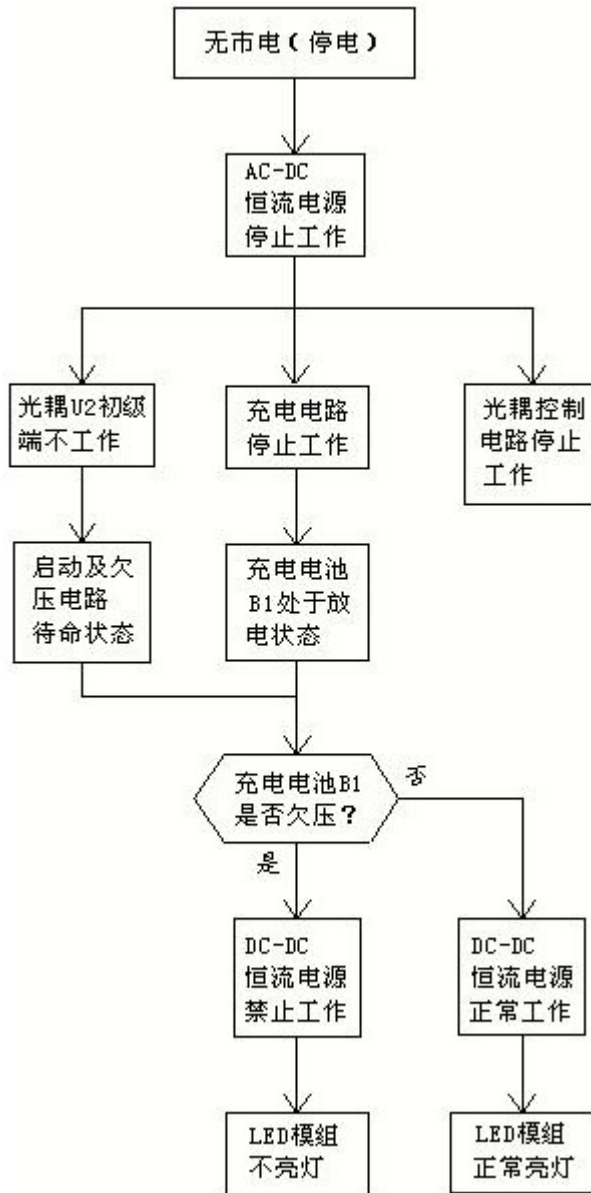 无市电(停电)
AC-DC
恒流电源
停止工作
光耦U2初级
端不工作
充电电路
停止工作
光耦控制
电路停止
工作
启动及欠
压电路
待命状态
充电电池
B1处于放
电状态
充电电池B1
是否欠压?
否
是
DC-DC
恒流电源
禁止工作
DC-DC
恒流电源
正常工作
LED模组
不亮灯
LED模组
正常亮灯